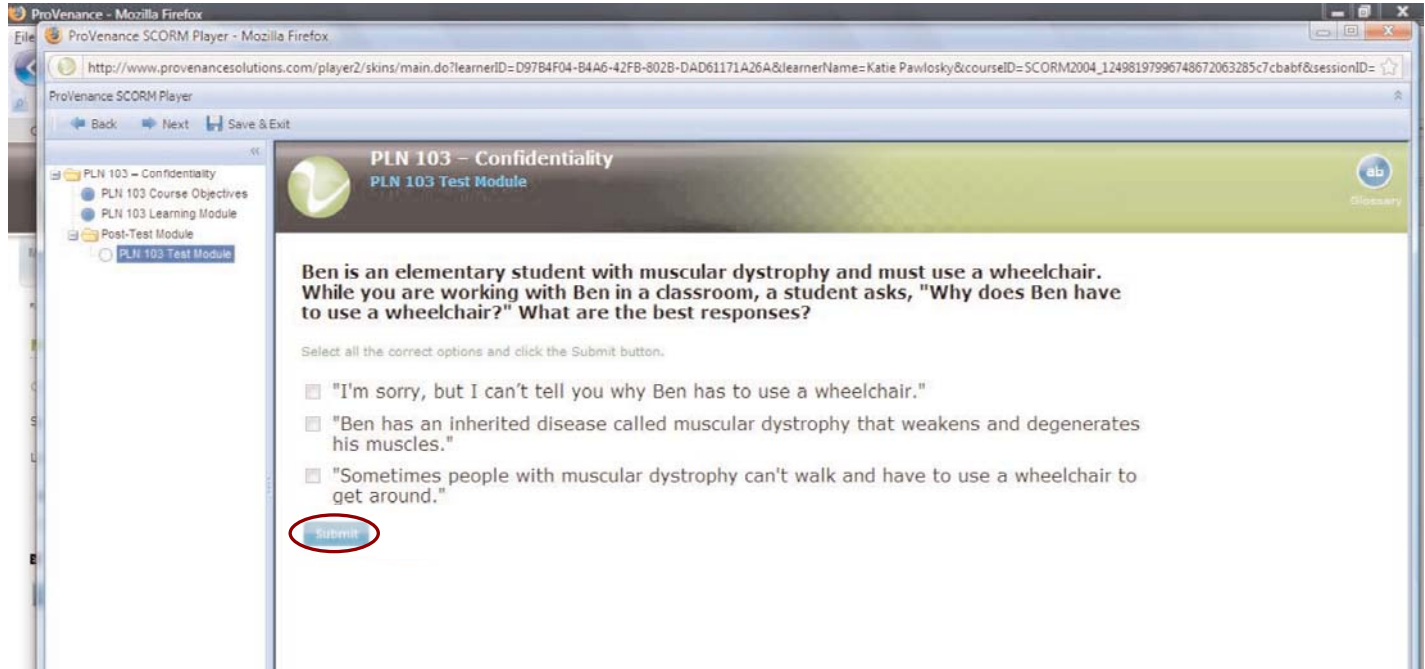 ProVenance - Mozilla Firefox
File
ProVenance SCORM Player - Mozilla Firefox
http://www.provenancesolutions.com/player2/skins/main.do?learnerID=D97B4F04-B4A6-42FB-802B-DAD61171A26A&learnerName=Katie Pawlosky&courseID=SCORM2004_12498197996748672063285c7cbabf&sessionID=
ProVenance SCORM Player
Back Next Save & Exit
PLN 103 – Confidentiality
PLN 103 Course Objectives
PLN 103 Learning Module
Post-Test Module
PLN 103 Test Module
PLN 103 – Confidentiality
PLN 103 Test Module
ab
Glossary
Ben is an elementary student with muscular dystrophy and must use a wheelchair.
While you are working with Ben in a classroom, a student asks, "Why does Ben have
to use a wheelchair?" What are the best responses?
Select all the correct options and click the Submit button.
"I'm sorry, but I can't tell you why Ben has to use a wheelchair."
"Ben has an inherited disease called muscular dystrophy that weakens and degenerates
his muscles."
"Sometimes people with muscular dystrophy can't walk and have to use a wheelchair to
get around."
Submit